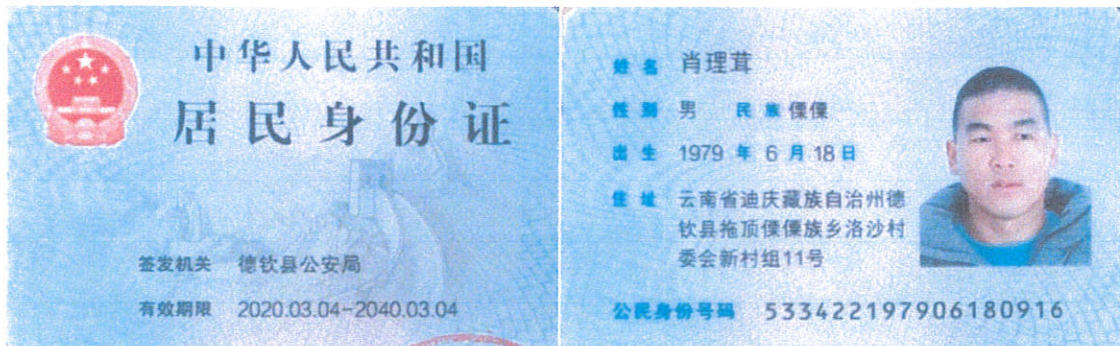 中华人民共和国
居民身份证
签发机关 德钦县公安局
有效期限 2020.03.04-2040.03.04
姓名 肖理茸
性别 男 民族 傈僳
出生 1979 年 6 月 18 日
住址 云南省迪庆藏族自治州德
钦县拖顶傈僳族乡洛沙村
委会新村组11号
公民身份号码 533422197906180916